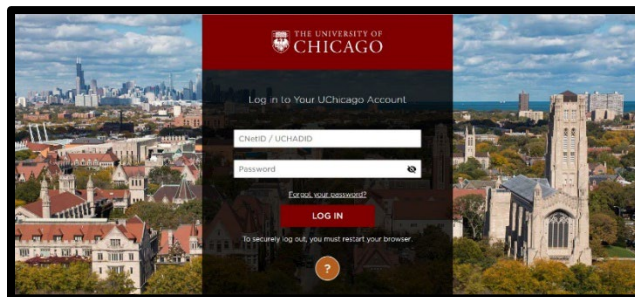 THE UNIVERSITY OF
CHICAGO
Log in to Your UChicago Account
CNetID / UCHADID
Password
Forgot your password?
LOG IN
To securely log out, you must restart your browser.
?